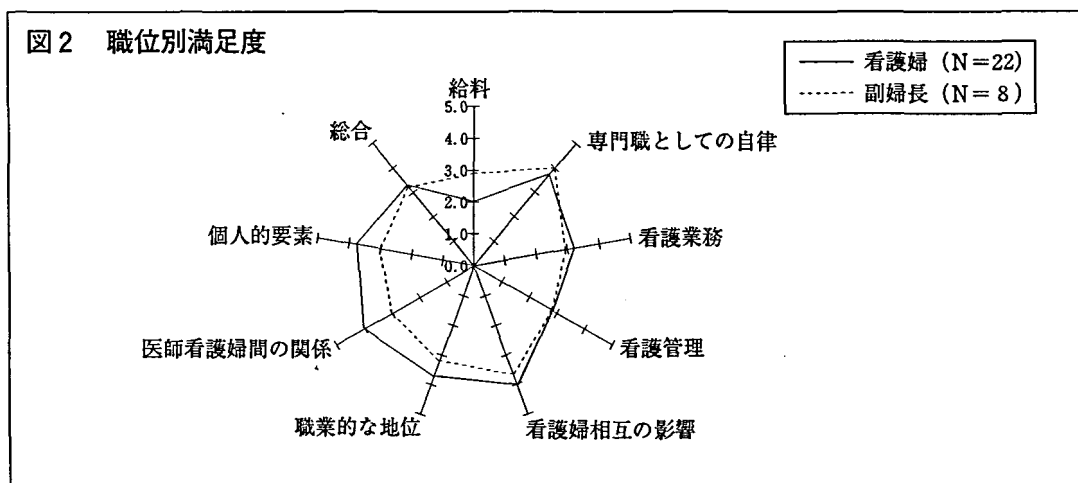 図2 職位別満足度
看護婦 (N=22)
副婦長 (N= 8 )
給料
5.0
4.0
3.0
2.0
1.0
0.0
総合
専門職としての自律
個人的要素
看護業務
医師看護婦間の関係
看護管理
職業的な地位
看護婦相互の影響